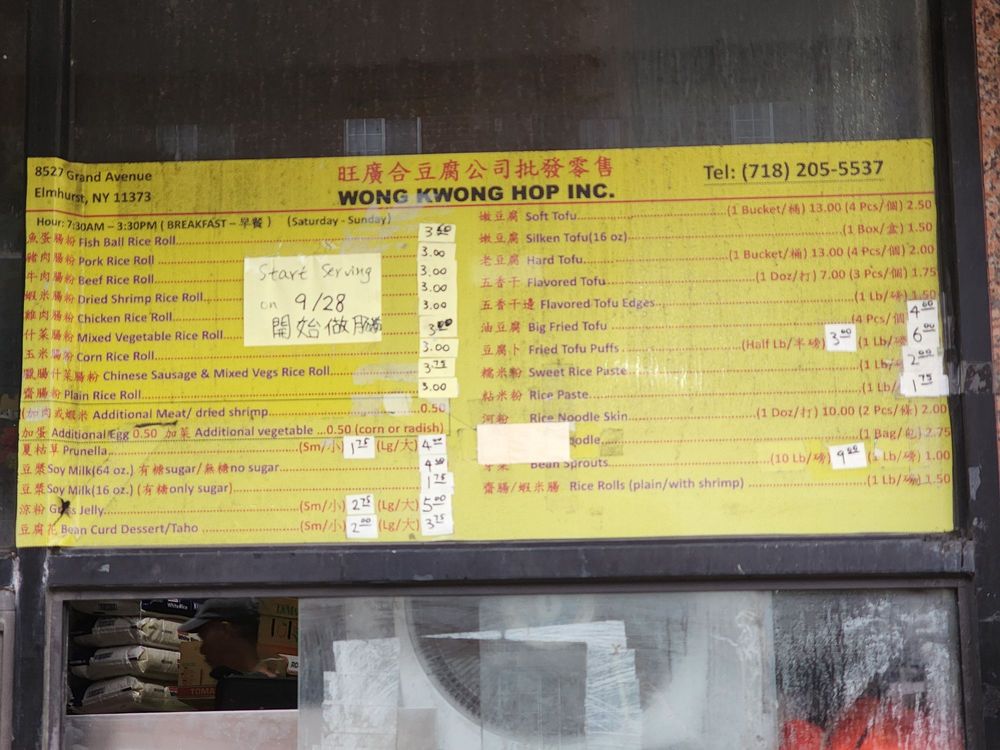 8527 Grand Avenue
Elmhurst, NY 11373
旺廣合豆腐公司批發零售
WONG KWONG HOP INC.
Tel: (718) 205-5537
Hour: 7:30AM – 3:30PM ( BREAKFAST – 早餐 ) (Saturday - Sunday)
魚蛋腸粉 Fish Ball Rice Roll
豬肉腸粉 Pork Rice Roll 3.00
牛肉腸粉 Beef Rice Roll 3.00
蝦米腸粉 Dried Shrimp Rice Roll 3.00
雞肉腸粉 Chicken Rice Roll 3.00
什菜腸粉 Mixed Vegetable Rice Roll 3.00
玉米腸粉 Corn Rice Roll 3.00
臘腸什菜腸粉 Chinese Sausage & Mixed Vegs Rice Roll 3.75
齋腸粉 Plain Rice Roll 3.00
(加肉或蝦米 Additional Meat/ dried shrimp 0.50
加蛋 Additional Egg 0.50 加菜 Additional vegetable ...0.50 (corn or radish)
夏枯草 Prunella (Sm/小) 1.75 (Lg/大) 4.00
豆漿 Soy Milk(64 oz.) 有糖sugar/無糖no sugar 4.50
豆漿 Soy Milk(16 oz.) (有糖only sugar) 1.75
涼粉 Grass Jelly (Sm/小) 2.75 (Lg/大) 5.00
豆腐花 Bean Curd Dessert/Taho (Sm/小) 2.00 (Lg/大) 3.75
Start Serving
on 9/28
開始做腸粉
嫩豆腐 Soft Tofu (1 Bucket/桶) 13.00 (4 Pcs/個) 2.50
嫩豆腐 Silken Tofu(16 oz) (1 Box/盒) 1.50
老豆腐 Hard Tofu (1 Bucket/桶) 13.00 (4 Pcs/個) 2.00
五香干 Flavored Tofu (1 Doz/打) 7.00 (3 Pcs/個) 1.75
五香干邊 Flavored Tofu Edges (1 Lb/磅) 1.50
油豆腐 Big Fried Tofu (4 Pcs/個) 4.00
豆腐卜 Fried Tofu Puffs (Half Lb/半磅) 3.00 (1 Lb/磅) 6.00
糯米粉 Sweet Rice Paste (1 Lb/ 2.00
粘米粉 Rice Paste (1 Lb/ 1.75
河粉 Rice Noodle Skin (1 Doz/打) 10.00 (2 Pcs/條) 2.00
(1 Bag/包) 2.75
芽菜 Bean Sprouts (10 Lb/磅) 9.00 (1 Lb/磅) 1.00
齋腸/蝦米腸 Rice Rolls (plain/with shrimp) (1 Lb/磅) 1.50